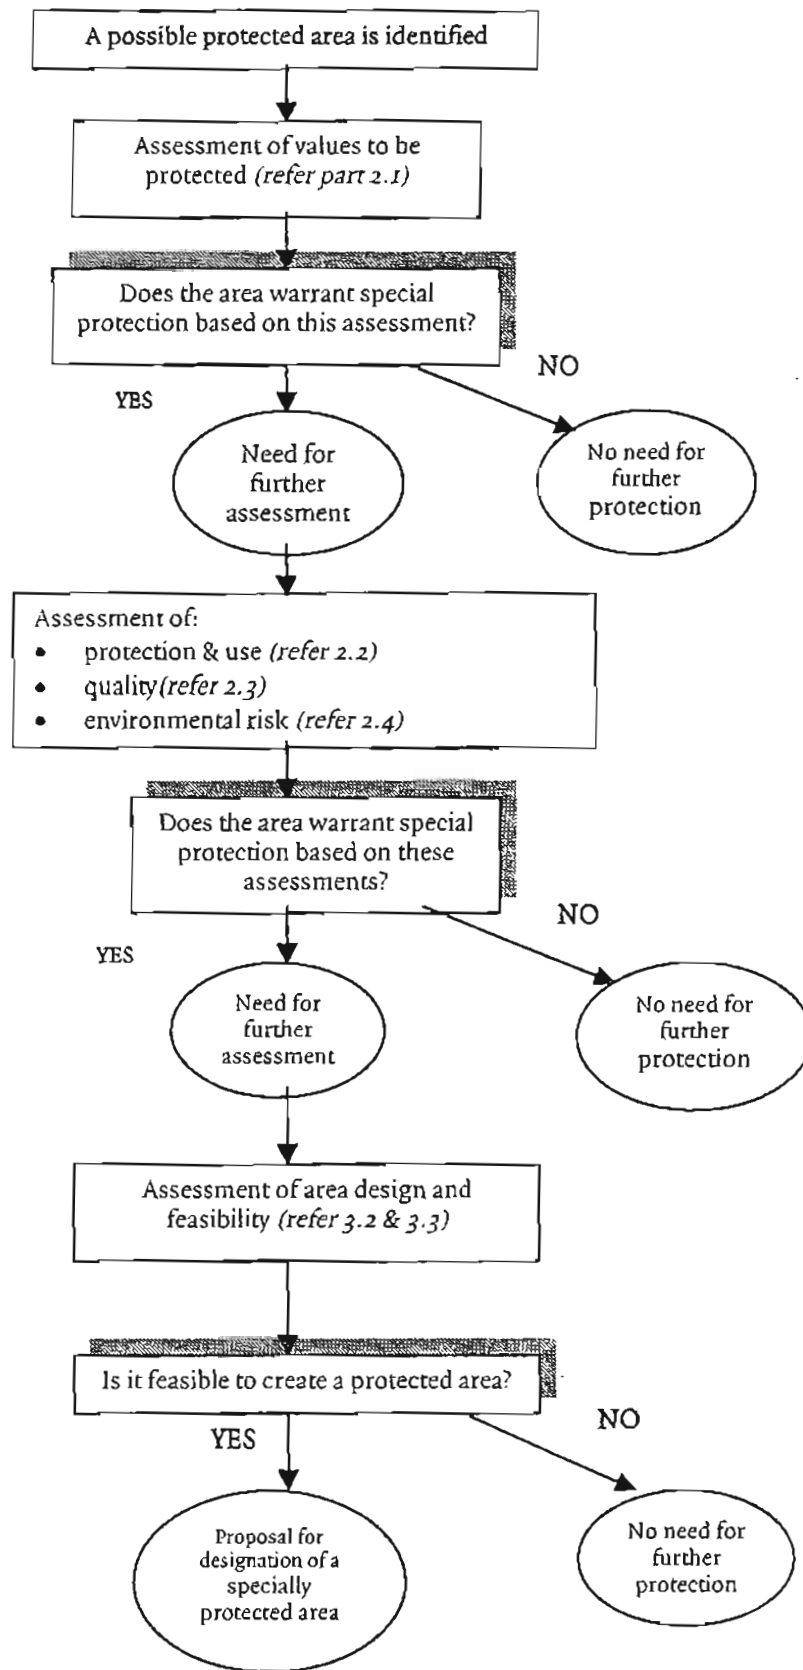 A possible protected area is identified
Assessment of values to be
protected (refer part 2.1)
Does the area warrant special
protection based on this assessment?
NO
YES
Need for
further
assessment
No need for
further
protection
Assessment of:
• protection & use (refer 2.2)
• quality(refer 2.3)
• environmental risk (refer 2.4)
Does the area warrant special
protection based on these
assessments?
NO
YES
Need for
further
assessment
No need for
further
protection
Assessment of area design and
feasibility (refer 3.2 & 3.3)
Is it feasible to create a protected area?
NO
YES
Proposal for
designation of a
specially
protected area
No need for
further
protection